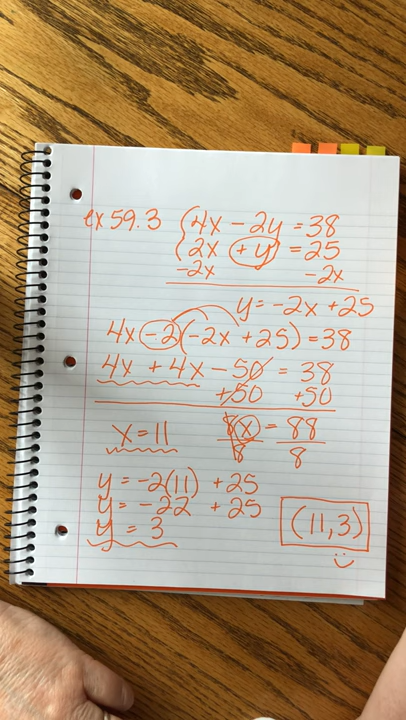 ex 59.3 { 4x - 2y = 38
{ 2x + y = 25
-2x -2x
y = -2x + 25
4x -2(-2x + 25) = 38
4x + 4x - 50 = 38
+50 +50
x = 11 8x/8 = 88/8
y = -2(11) + 25
y = -22 + 25
y = 3 (11,3)